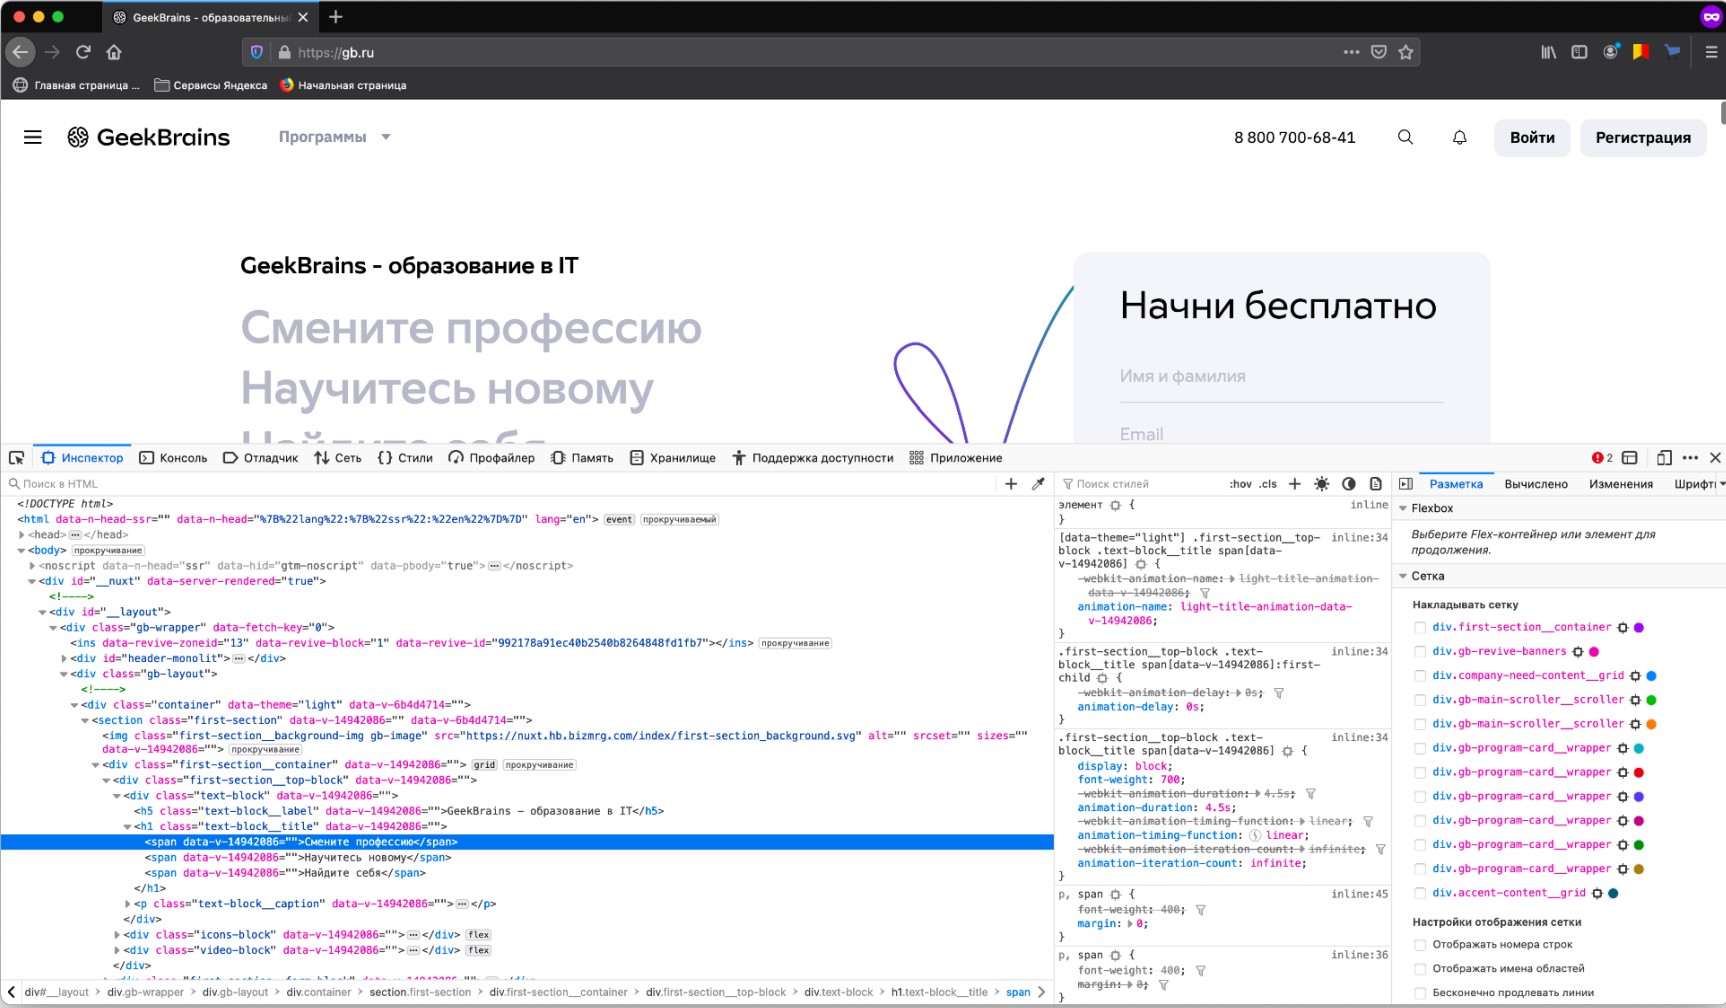 GeekBrains - образовательный
https://gb.ru
Главная страница ...
Сервисы Яндекса
Начальная страница
GeekBrains
Программы
8 800 700-68-41
Войти
Регистрация
GeekBrains - образование в IT
Смените профессию
Научитесь новому
Найдите себя
Начни бесплатно
Имя и фамилия
Email
Инспектор
Консоль
Отладчик
Сеть
Стили
Профайлер
Память
Хранилище
Поддержка доступности
Приложение
2
Поиск в HTML
<!DOCTYPE html>
<html data-n-head-ssr="" data-n-head="%7B%22lang%22:%7B%22ssr%22:%22en%22%7D%7D" lang="en"> event прокручиваемый
<head> </head>
<body> прокручивание
<noscript data-n-head="ssr" data-hid="gtm-noscript" data-pbody="true"> </noscript>
<div id="__nuxt" data-server-rendered="true">
<!---->
<div id="__layout">
<div class="gb-wrapper" data-fetch-key="0">
<ins data-revive-zoneid="13" data-revive-block="1" data-revive-id="992178a91ec40b2540b8264848fd1fb7"></ins> прокручивание
<div id="header-monolit"> </div>
<div class="gb-layout">
<!---->
<div class="container" data-theme="light" data-v-6b4d4714="">
<section class="first-section" data-v-14942086="" data-v-6b4d4714="">
<img class="first-section__background-img gb-image" src="https://nuxt.hb.bizmrg.com/index/first-section_background.svg" alt="" srcset="" sizes=""
data-v-14942086=""> прокручивание
<div class="first-section__container" data-v-14942086=""> grid прокручивание
<div class="first-section__top-block" data-v-14942086="">
<div class="text-block" data-v-14942086="">
<h5 class="text-block__label" data-v-14942086="">GeekBrains - образование в IT</h5>
<h1 class="text-block__title" data-v-14942086="">
<span data-v-14942086="">Смените профессию</span>
<span data-v-14942086="">Научитесь новому</span>
<span data-v-14942086="">Найдите себя</span>
</h1>
<p class="text-block__caption" data-v-14942086=""> </p>
</div>
<div class="icons-block" data-v-14942086=""> </div> flex
<div class="video-block" data-v-14942086=""> </div> flex
</div>
div#__layout > div.gb-wrapper > div.gb-layout > div.container > section.first-section > div.first-section__container > div.first-section__top-block > div.text-block > h1.text-block__title > span
Поиск стилей
:hov .cls
элемент { inline
}
[data-theme="light"] .first-section__top- inline:34
block .text-block__title span[data-
v-14942086] {
-webkit-animation-name: light-title-animation-
data-v-14942086;
animation-name: light-title-animation-data-
v-14942086;
}
.first-section__top-block .text- inline:34
block__title span[data-v-14942086]:first-
child {
-webkit-animation-delay: 0s;
animation-delay: 0s;
}
.first-section__top-block .text- inline:34
block__title span[data-v-14942086] {
display: block;
font-weight: 700;
-webkit-animation-duration: 4.5s;
animation-duration: 4.5s;
-webkit-animation-timing-function: linear;
animation-timing-function: linear;
-webkit-animation-iteration-count: infinite;
animation-iteration-count: infinite;
}
p, span { inline:45
font-weight: 400;
margin: 0;
}
p, span { inline:36
font-weight: 400;
margin: 0;
}
Разметка
Вычислено
Изменения
Шрифты
Flexbox
Выберите Flex-контейнер или элемент для
продолжения.
Сетка
Накладывать сетку
div.first-section__container
div.gb-revive-banners
div.company-need-content__grid
div.gb-main-scroller__scroller
div.gb-main-scroller__scroller
div.gb-program-card__wrapper
div.gb-program-card__wrapper
div.gb-program-card__wrapper
div.gb-program-card__wrapper
div.gb-program-card__wrapper
div.gb-program-card__wrapper
div.accent-content__grid
Настройки отображения сетки
Отображать номера строк
Отображать имена областей
Бесконечно продлевать линии